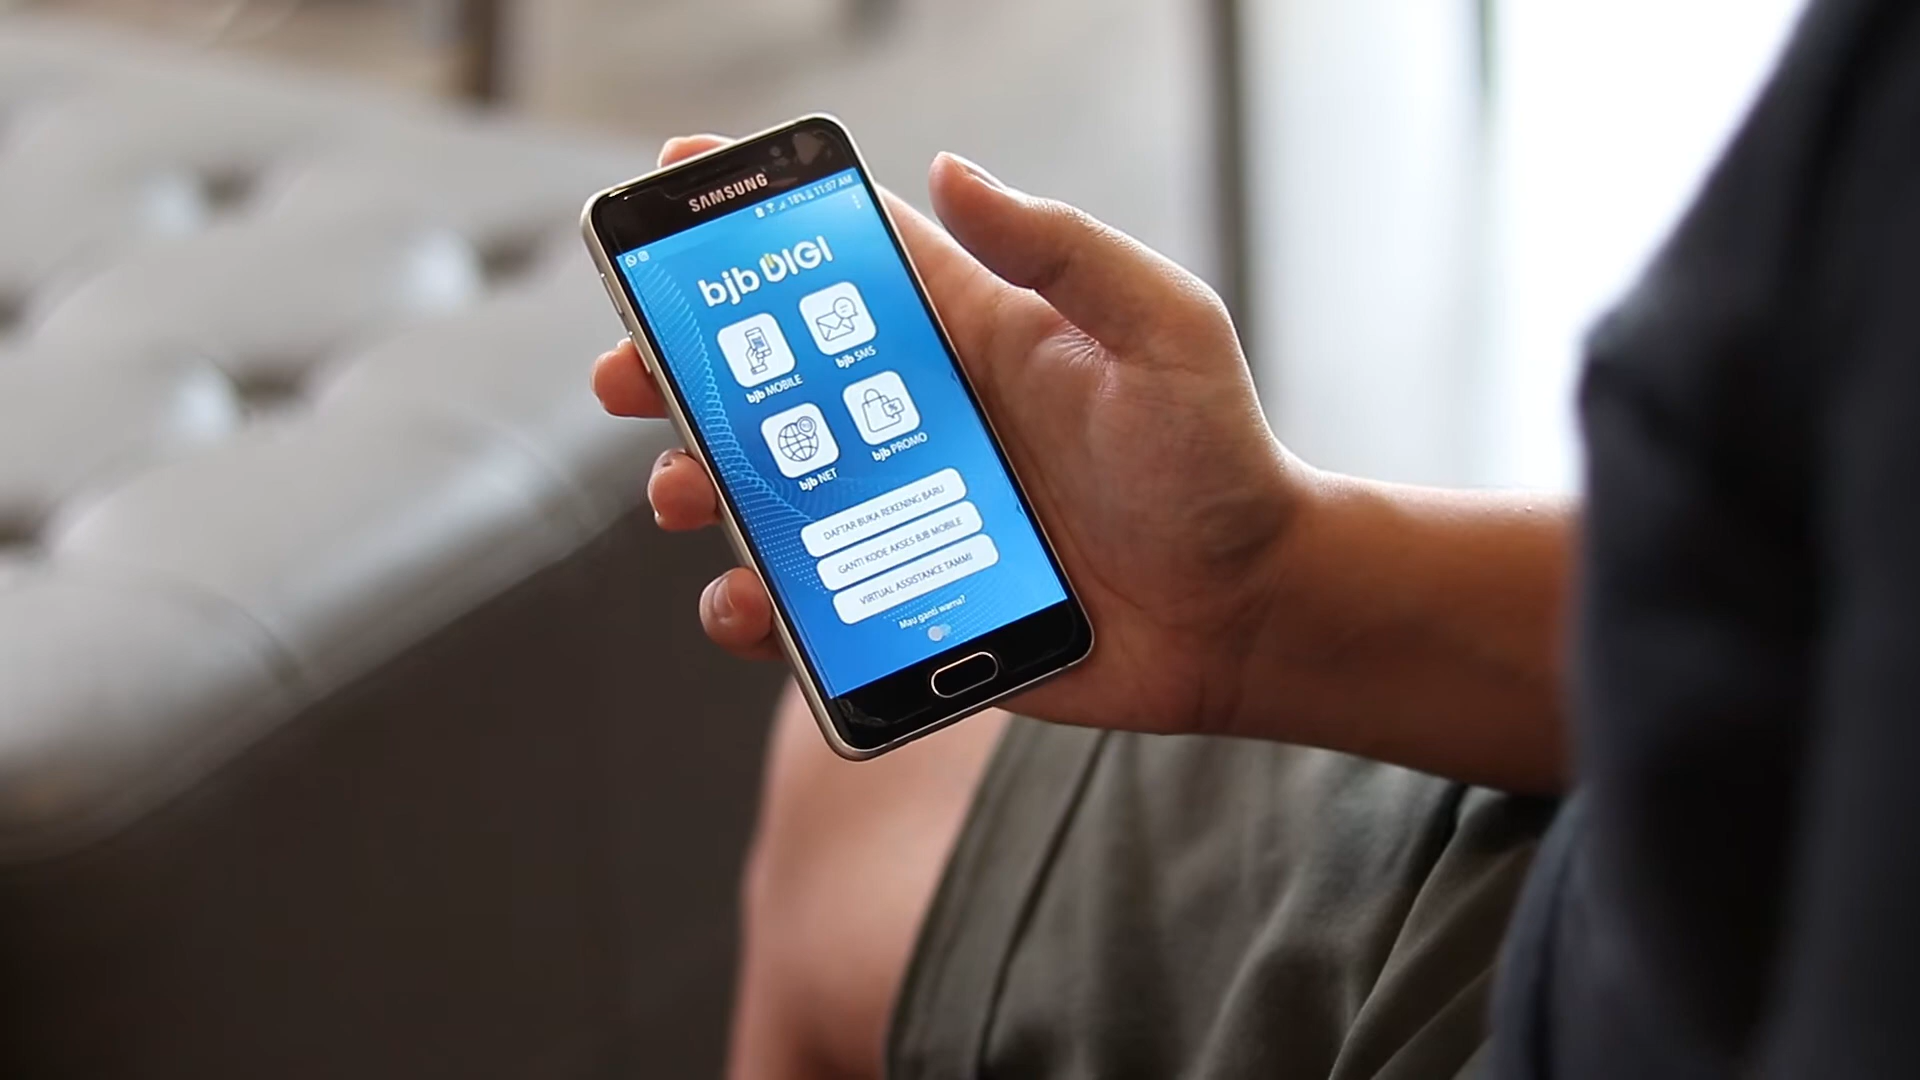 SAMSUNG
18% 11:07 AM
bjb DIGI
bjb MOBILE
bjb SMS
bjb NET
bjb PROMO
DAFTAR BUKA REKENING BARU
GANTI KODE AKSES BJB MOBILE
VIRTUAL ASSISTANCE TAMMI
Mau ganti warna?